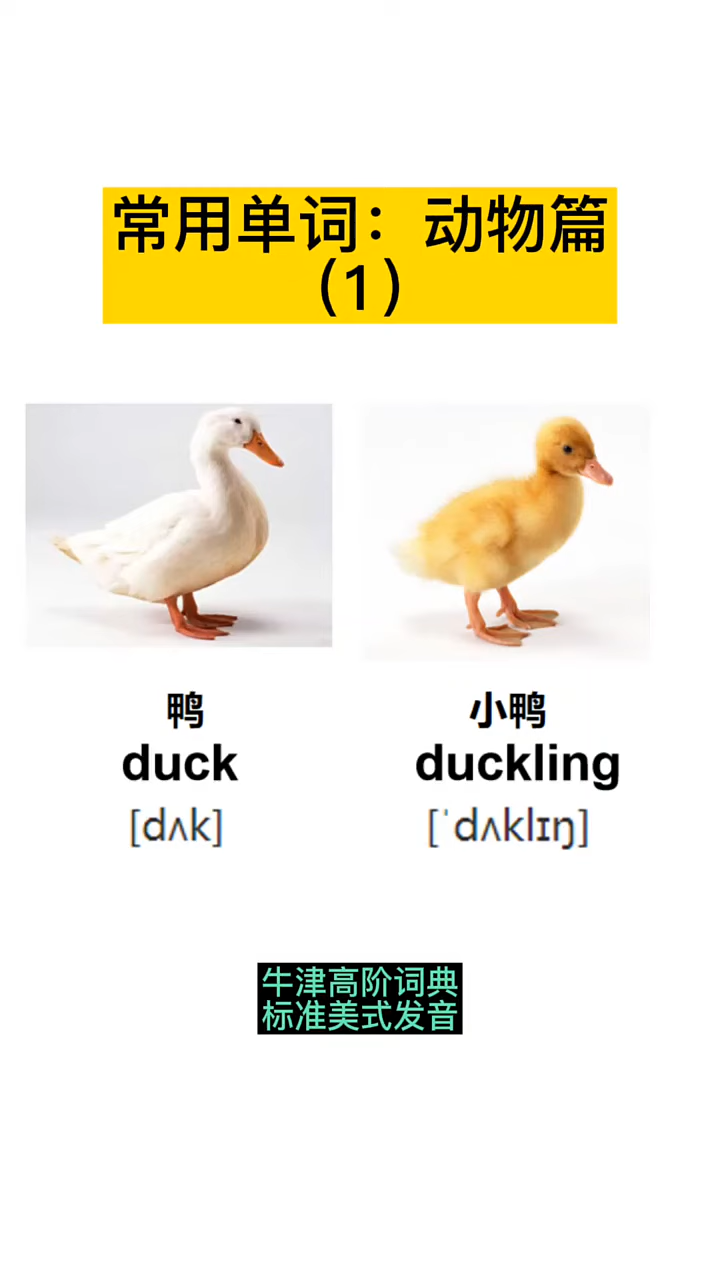 常用单词：动物篇
（1）
鸭 小鸭
duck duckling
[dʌk] [ˈdʌklɪŋ]
牛津高阶词典
标准美式发音